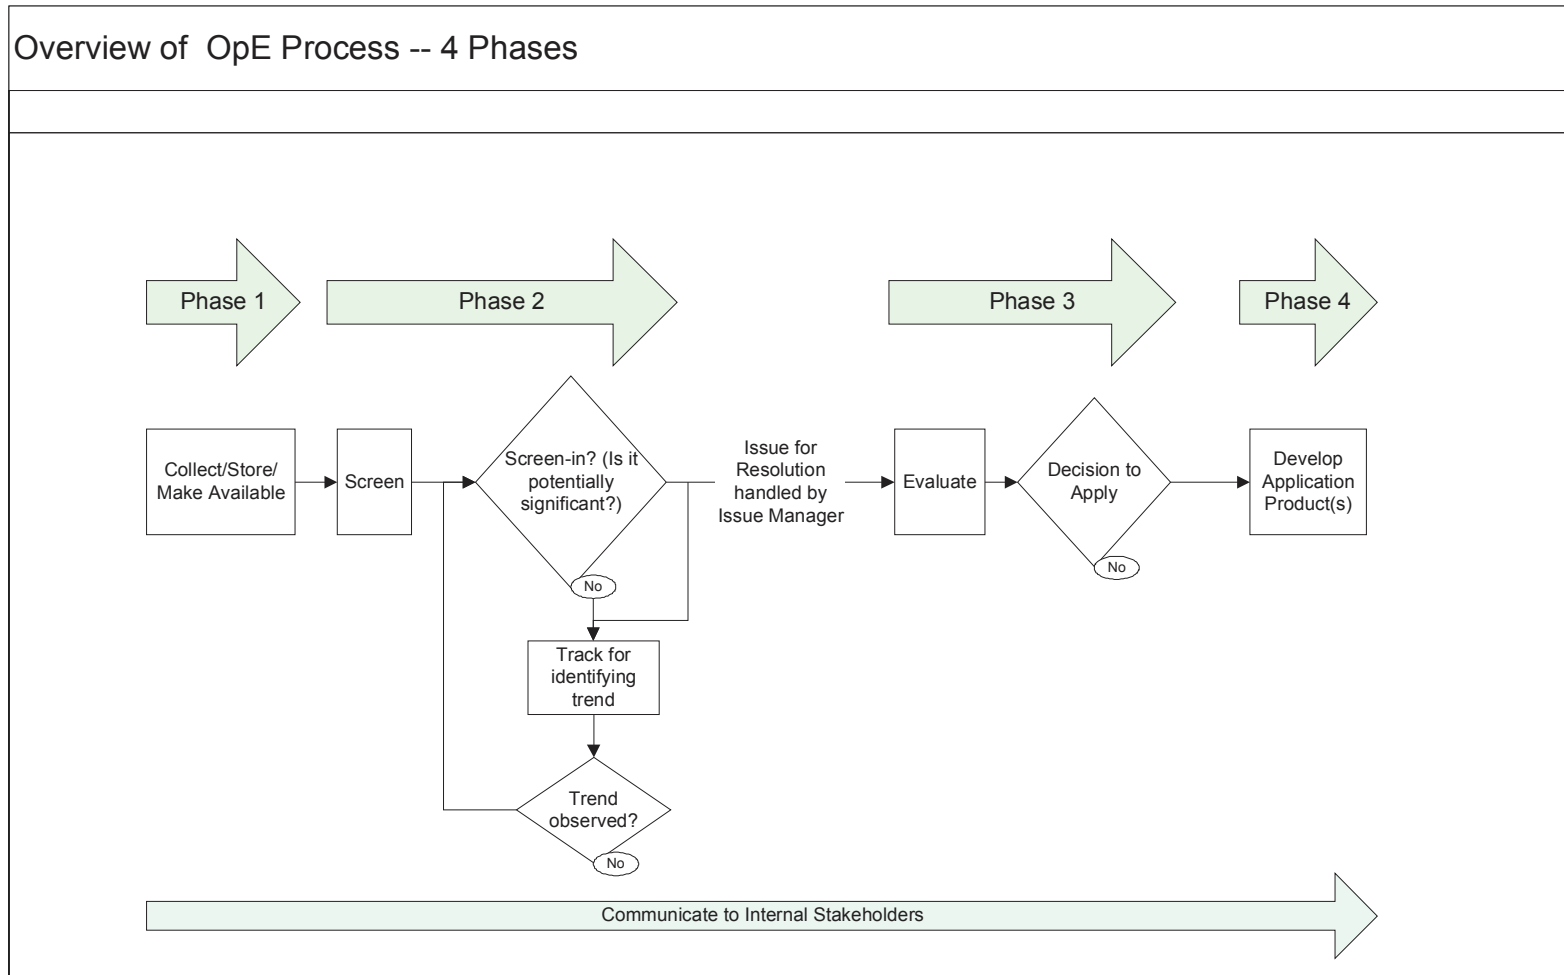 Overview of OpE Process -- 4 Phases
Phase 1
Phase 2
Phase 3
Phase 4
Collect/Store/
Make Available
Screen
Screen-in? (Is it
potentially
significant?)
No
Issue for
Resolution
handled by
Issue Manager
Evaluate
Decision to
Apply
No
Develop
Application
Product(s)
Track for
identifying
trend
Trend
observed?
No
Communicate to Internal Stakeholders